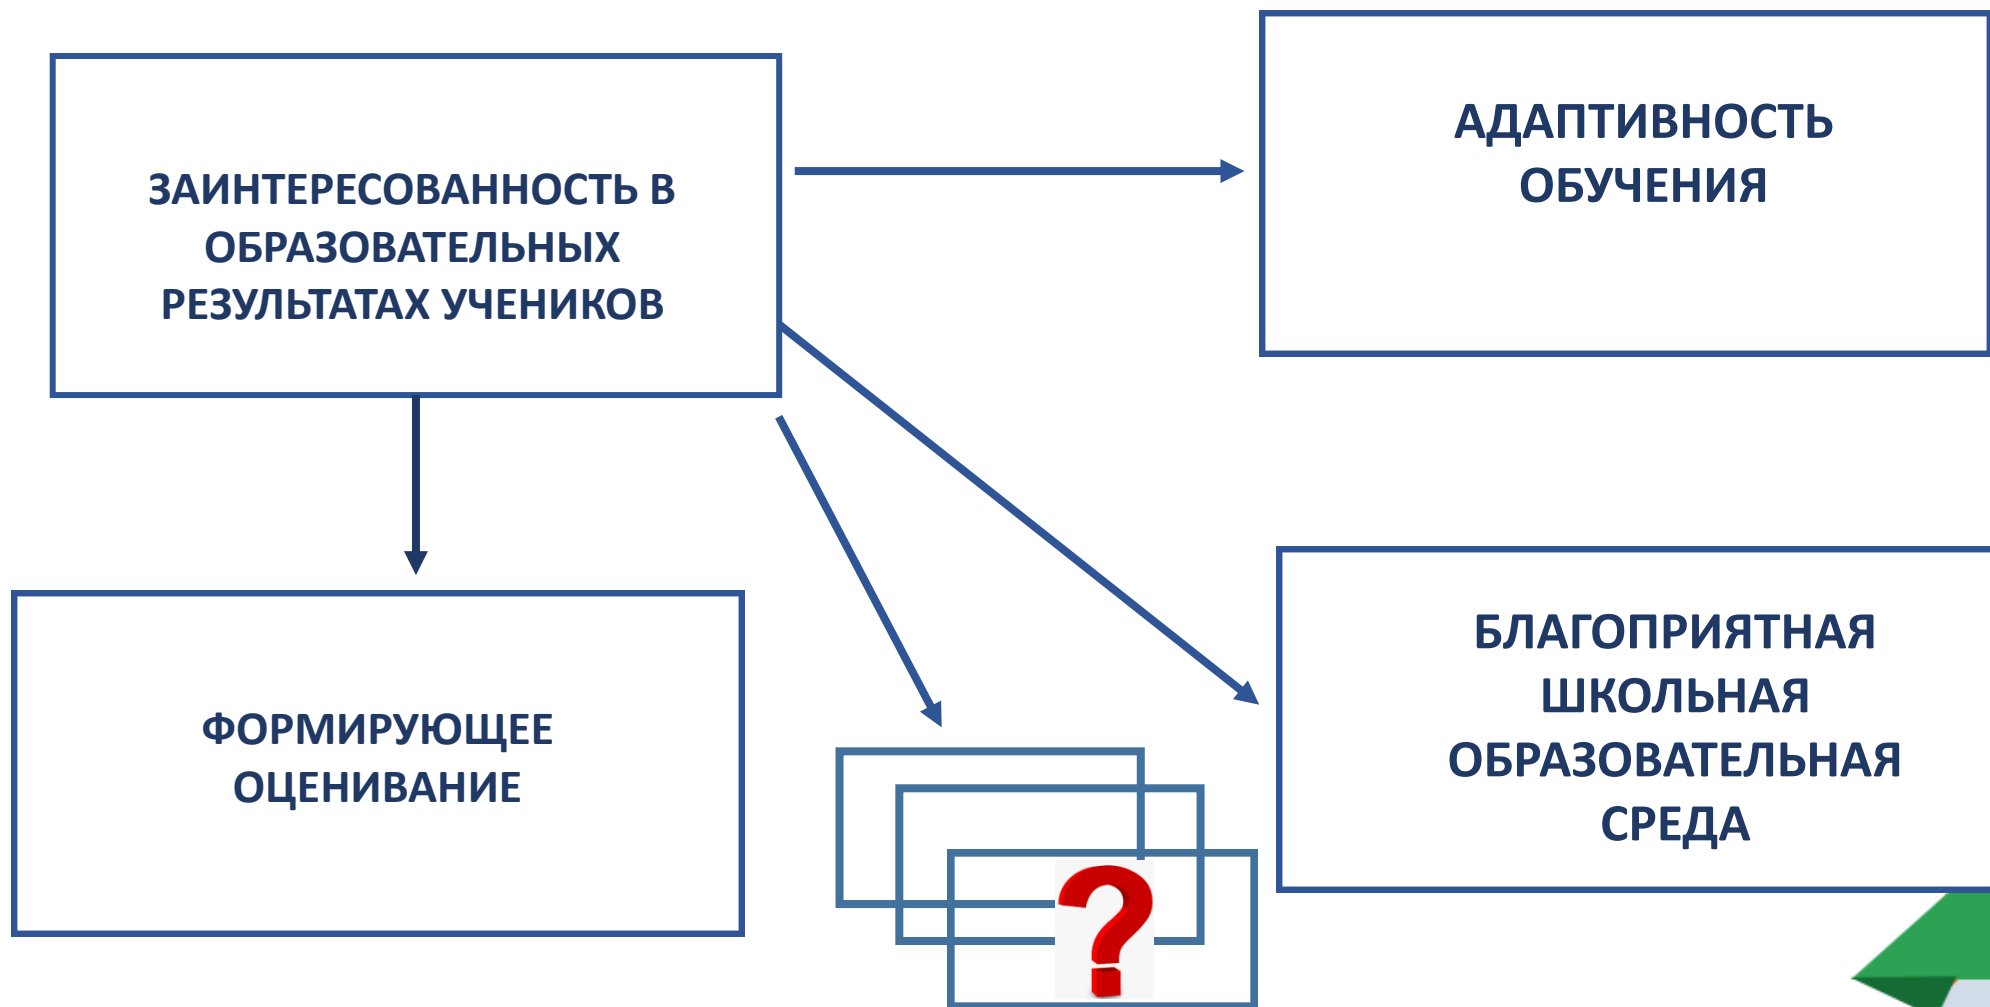 ЗАИНТЕРЕСОВАННОСТЬ В
ОБРАЗОВАТЕЛЬНЫХ
РЕЗУЛЬТАТАХ УЧЕНИКОВ
АДАПТИВНОСТЬ
ОБУЧЕНИЯ
ФОРМИРУЮЩЕЕ
ОЦЕНИВАНИЕ
?
БЛАГОПРИЯТНАЯ
ШКОЛЬНАЯ
ОБРАЗОВАТЕЛЬНАЯ
СРЕДА